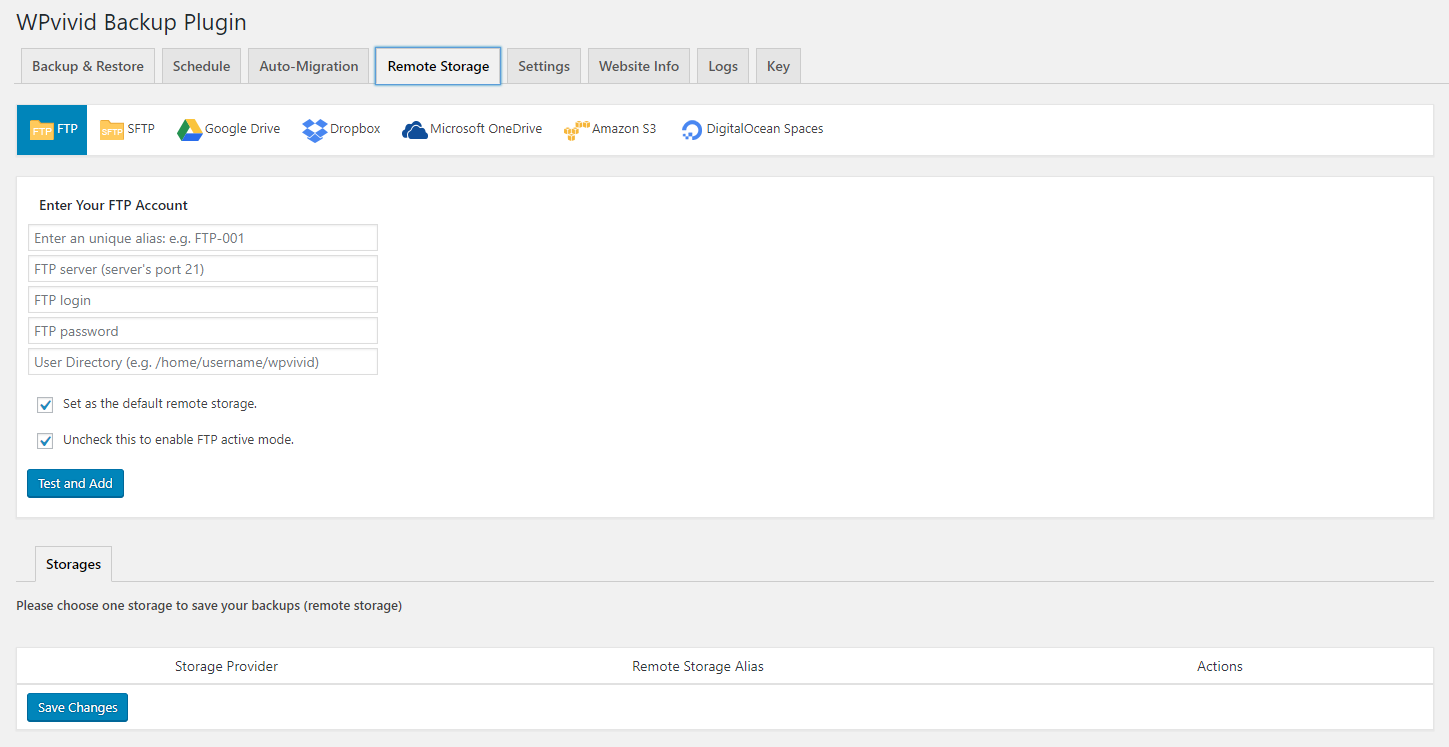 WPvivid Backup Plugin
Backup & Restore Schedule Auto-Migration Remote Storage Settings Website Info Logs Key
FTP FTP SFTP SFTP Google Drive Dropbox Microsoft OneDrive Amazon S3 DigitalOcean Spaces
Enter Your FTP Account
Enter an unique alias: e.g. FTP-001
FTP server (server's port 21)
FTP login
FTP password
User Directory (e.g. /home/username/wpvivid)
Set as the default remote storage.
Uncheck this to enable FTP active mode.
Test and Add
Storages
Please choose one storage to save your backups (remote storage)
Storage Provider Remote Storage Alias Actions
Save Changes